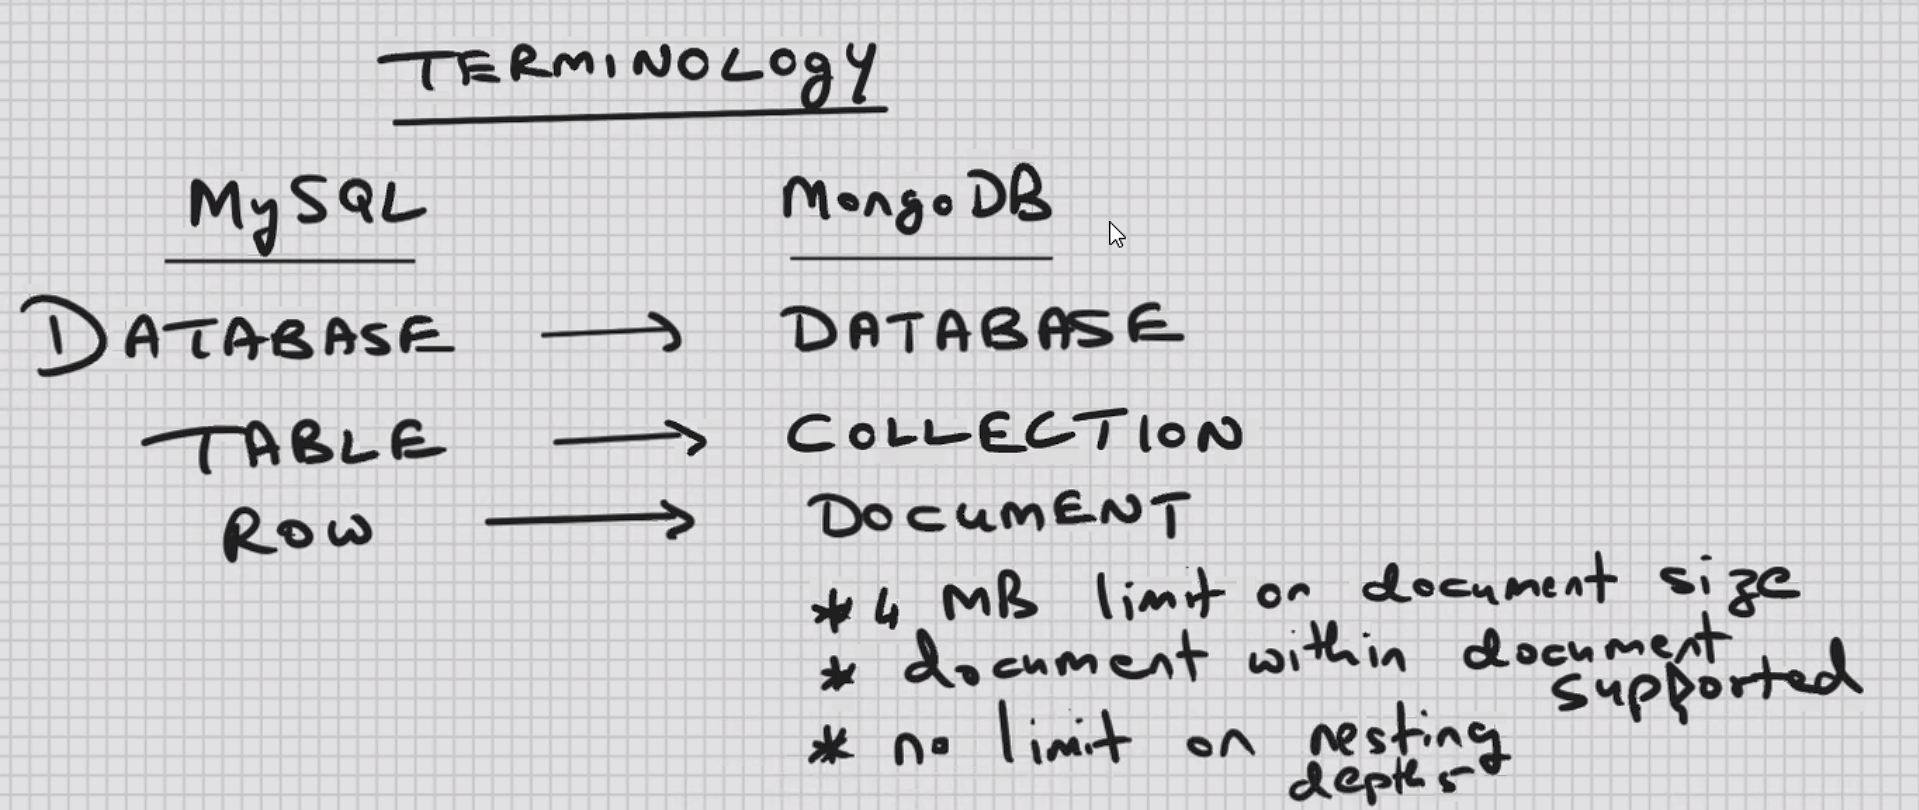 TERMINOLOgY
MySQL MongoDB
DATABASE → DATABASE
TABLE → COLLECTION
ROW → DOCUMENT
* 4 MB limit on document size
* document within document
supported
* no limit on nesting
depths